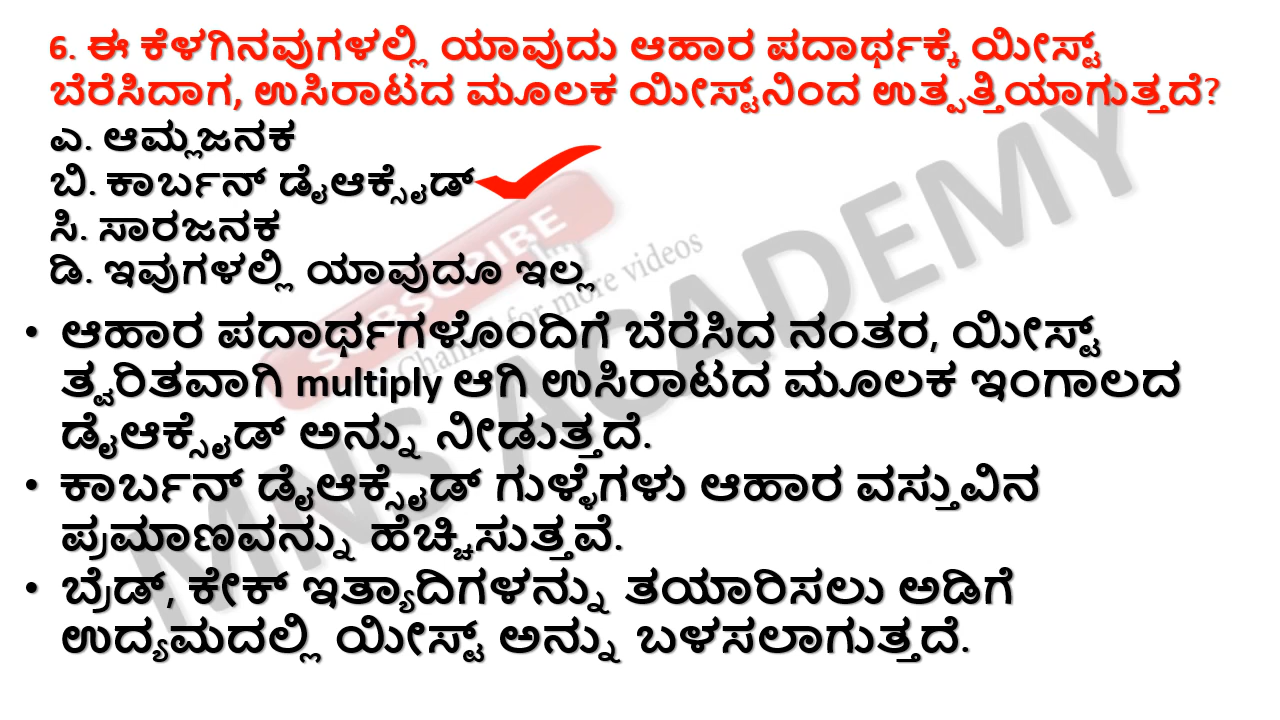 6. ಈ ಕೆಳಗಿನವುಗಳಲ್ಲಿ ಯಾವುದು ಆಹಾರ ಪದಾರ್ಥಕ್ಕೆ ಯೀಸ್ಟ್
ಬೆರೆಸಿದಾಗ, ಉಸಿರಾಟದ ಮೂಲಕ ಯೀಸ್ಟ್‌ನಿಂದ ಉತ್ಪತ್ತಿಯಾಗುತ್ತದೆ?
ಎ. ಆಮ್ಲಜನಕ
ಬಿ. ಕಾರ್ಬನ್ ಡೈಆಕ್ಸೈಡ್
ಸಿ. ಸಾರಜನಕ
ಡಿ. ಇವುಗಳಲ್ಲಿ ಯಾವುದೂ ಇಲ್ಲ
• ಆಹಾರ ಪದಾರ್ಥಗಳೊಂದಿಗೆ ಬೆರೆಸಿದ ನಂತರ, ಯೀಸ್ಟ್
ತ್ವರಿತವಾಗಿ multiply ಆಗಿ ಉಸಿರಾಟದ ಮೂಲಕ ಇಂಗಾಲದ
ಡೈಆಕ್ಸೈಡ್ ಅನ್ನು ನೀಡುತ್ತದೆ.
• ಕಾರ್ಬನ್ ಡೈಆಕ್ಸೈಡ್ ಗುಳ್ಳೆಗಳು ಆಹಾರ ವಸ್ತುವಿನ
ಪ್ರಮಾಣವನ್ನು ಹೆಚ್ಚಿಸುತ್ತವೆ.
• ಬ್ರೆಡ್, ಕೇಕ್ ಇತ್ಯಾದಿಗಳನ್ನು ತಯಾರಿಸಲು ಅಡಿಗೆ
ಉದ್ಯಮದಲ್ಲಿ ಯೀಸ್ಟ್ ಅನ್ನು ಬಳಸಲಾಗುತ್ತದೆ.
SUBSCRIBE
Channel for more videos
MNS ACADEMY